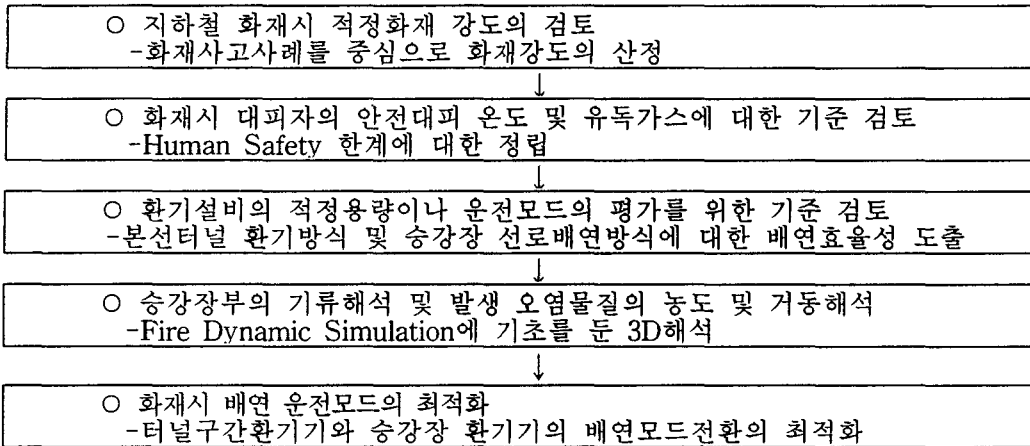 ○ 지하철 화재시 적정화재 강도의 검토
-화재사고사례를 중심으로 화재강도의 산정
↓
○ 화재시 대피자의 안전대피 온도 및 유독가스에 대한 기준 검토
-Human Safety 한계에 대한 정립
↓
○ 환기설비의 적정용량이나 운전모드의 평가를 위한 기준 검토
-본선터널 환기방식 및 승강장 선로배연방식에 대한 배연효율성 도출
↓
○ 승강장부의 기류해석 및 발생 오염물질의 농도 및 거동해석
-Fire Dynamic Simulation에 기초를 둔 3D해석
↓
○ 화재시 배연 운전모드의 최적화
-터널구간환기기와 승강장 환기기의 배연모드전환의 최적화